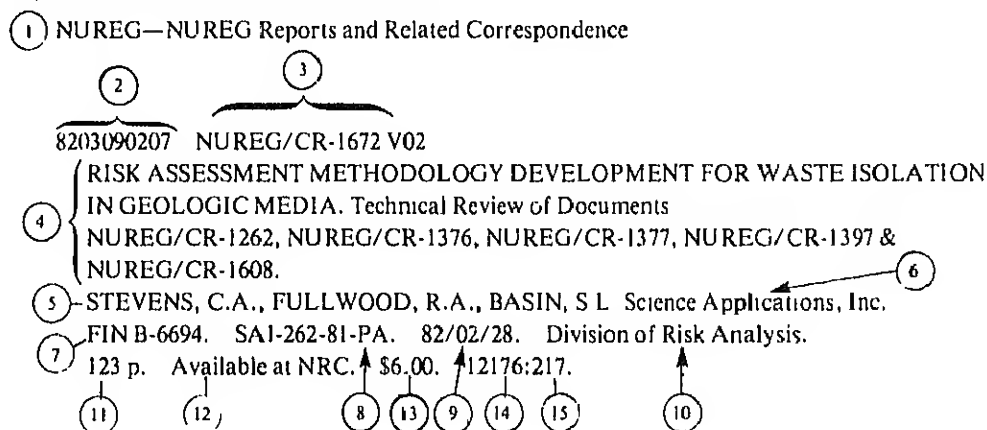 1 NUREG—NUREG Reports and Related Correspondence
2 3
8203090207 NUREG/CR-1672 V02
RISK ASSESSMENT METHODOLOGY DEVELOPMENT FOR WASTE ISOLATION
4 IN GEOLOGIC MEDIA. Technical Review of Documents
NUREG/CR-1262, NUREG/CR-1376, NUREG/CR-1377, NUREG/CR-1397 &
NUREG/CR-1608.
6
5 STEVENS, C.A., FULLWOOD, R.A., BASIN, S L Science Applications, Inc.
7 FIN B-6694. SAI-262-81-PA. 82/02/28. Division of Risk Analysis.
123 p. Available at NRC. $6.00. 12176:217.
11 12 8 13 9 14 15 10